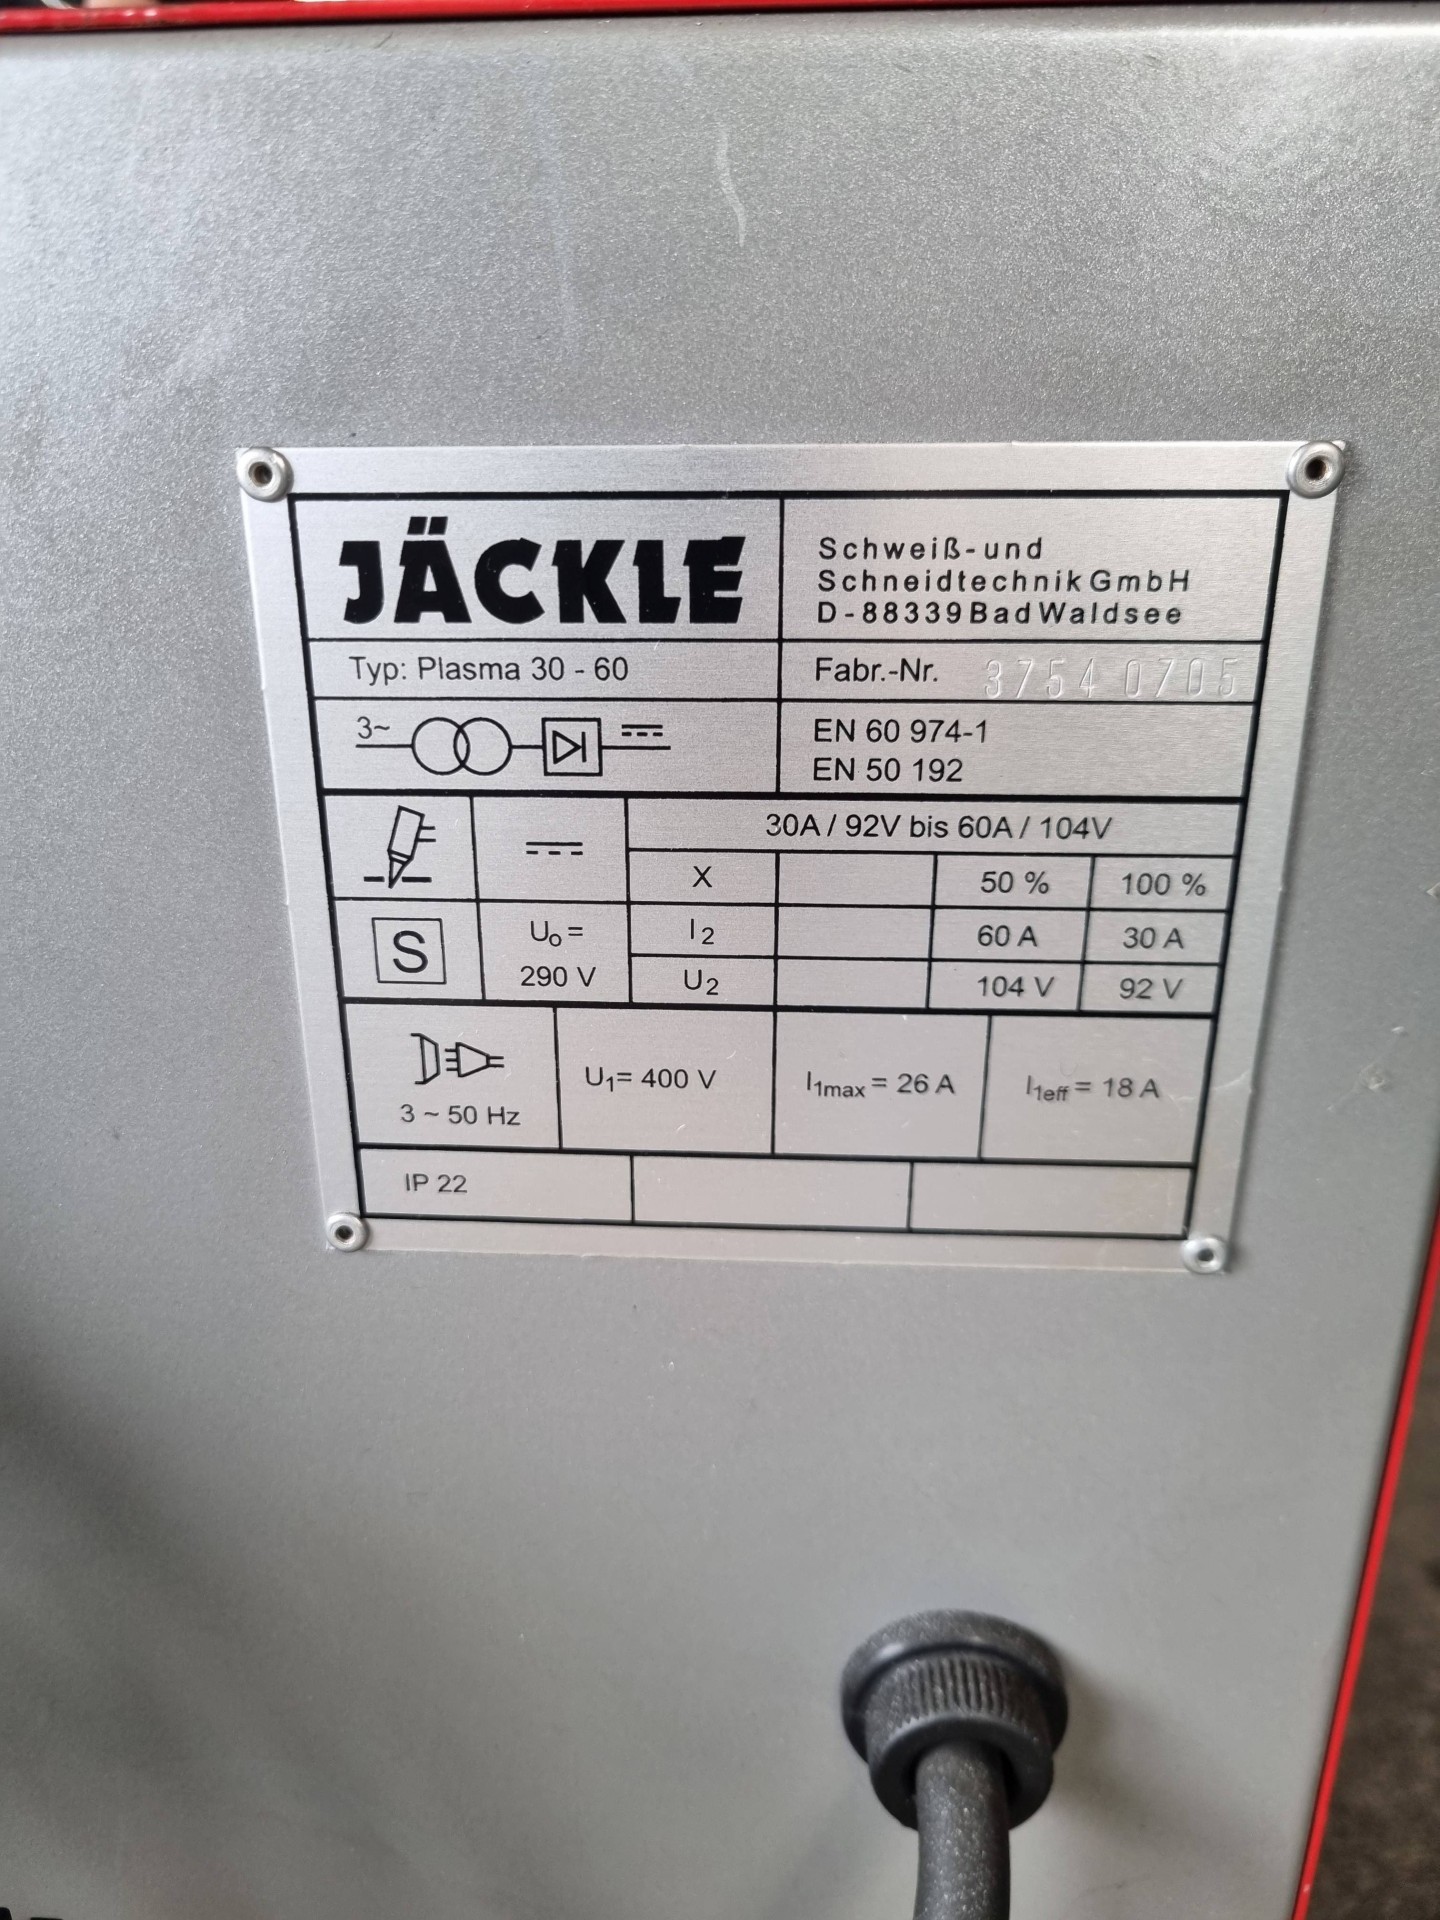 JÄCKLE
Schweiß-und
Schneidtechnik GmbH
D-88339 Bad Waldsee
Typ: Plasma 30 - 60
Fabr.-Nr. 3754 0705
3~
EN 60 974-1
EN 50 192
30A / 92V bis 60A / 104V
X 50 % 100 %
S
U0 =
290 V
I2 60 A 30 A
U2 104 V 92 V
3 ~ 50 Hz
U1= 400 V
I1max = 26 A
I1eff = 18 A
IP 22